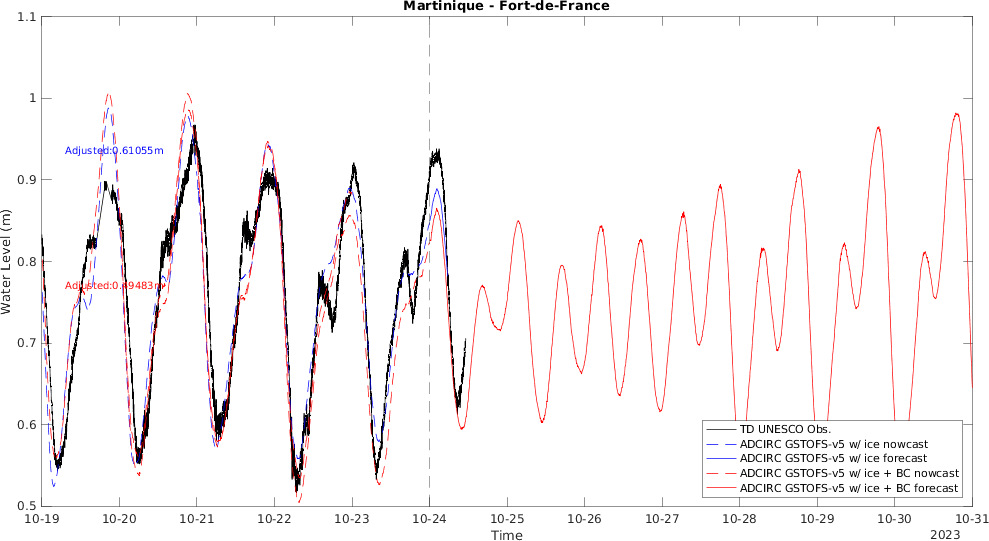 Martinique - Fort-de-France
1.1
1
0.9
0.8
0.7
0.6
0.5
Water Level (m)
Adjusted:0.61055m
Adjusted:0.49483m
TD UNESCO Obs.
ADCIRC GSTOFS-v5 w/ ice nowcast
ADCIRC GSTOFS-v5 w/ ice forecast
ADCIRC GSTOFS-v5 w/ ice + BC nowcast
ADCIRC GSTOFS-v5 w/ ice + BC forecast
10-19 10-20 10-21 10-22 10-23 10-24 10-25 10-26 10-27 10-28 10-29 10-30 10-31
Time
2023